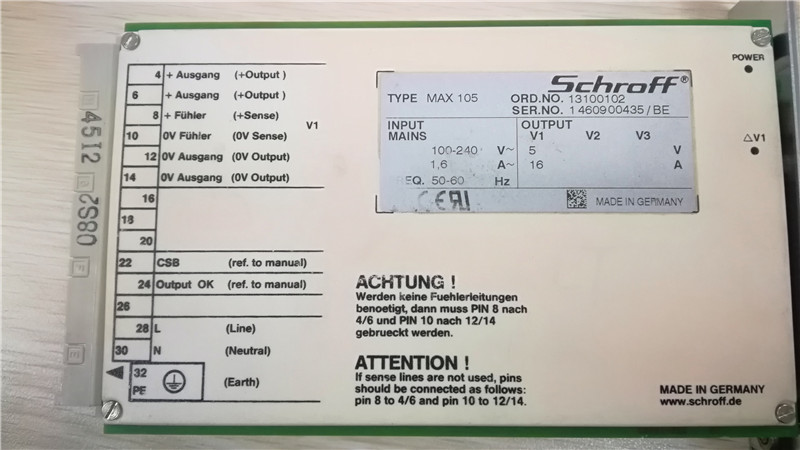 POWER
4 + Ausgang (+Output)
6 + Ausgang (+Output)
8 + Fühler (+Sense)
V1
10 0V Fühler (0V Sense)
12 0V Ausgang (0V Output)
14 0V Ausgang (0V Output)
16
18
20
22 CSB (ref. to manual)
24 Output OK (ref. to manual)
26
28 L (Line)
30 N (Neutral)
32
PE (Earth)
Schroff®
TYPE MAX 105 ORD.NO. 13100102
SER.NO. 1460900435/BE
INPUT OUTPUT
MAINS V1 V2 V3
100-240 V~ 5 V
1,6 A~ 16 A
EQ. 50-60 Hz
CE
MADE IN GERMANY
△V1
ACHTUNG !
Werden keine Fuehlerleitungen
benoetigt, dann muss PIN 8 nach
4/6 und PIN 10 nach 12/14
gebrueckt werden.
ATTENTION !
If sense lines are not used, pins
should be connected as follows:
pin 8 to 4/6 and pin 10 to 12/14.
MADE IN GERMANY
www.schroff.de
4512
F
E